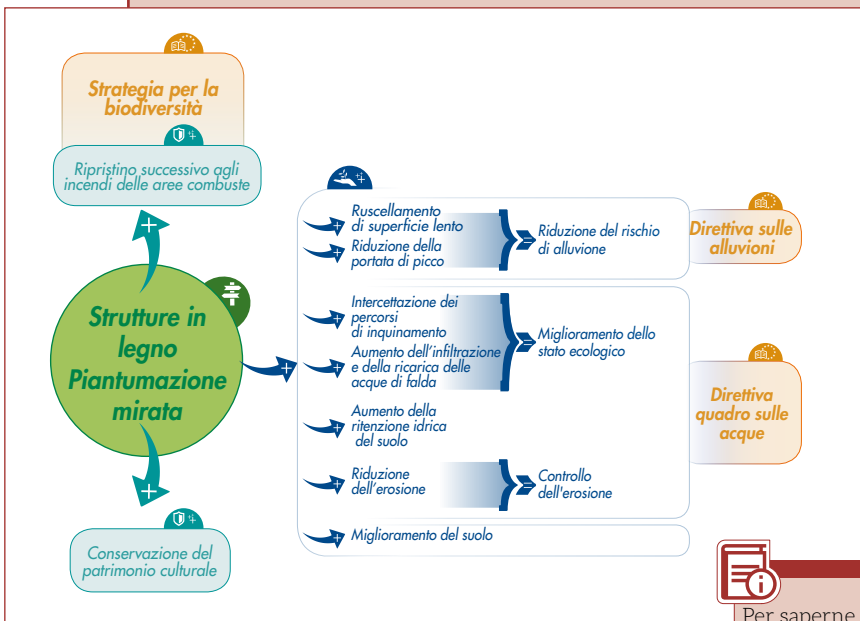 Strategia per la
biodiversità
Ripristino successivo agli
incendi delle aree combuste
Strutture in
legno
Piantumazione
mirata
Conservazione del
patrimonio culturale
Ruscellamento
di superficie lento
Riduzione della
portata di picco
Riduzione del rischio
di alluvione
Direttiva sulle
alluvioni
Intercettazione dei
percorsi
di inquinamento
Aumento dell'infiltrazione
e della ricarica delle
acque di falda
Miglioramento dello
stato ecologico
Aumento della
ritenzione idrica
del suolo
Riduzione
dell'erosione
Controllo
dell'erosione
Direttiva
quadro sulle
acque
Miglioramento del suolo
Per saperne